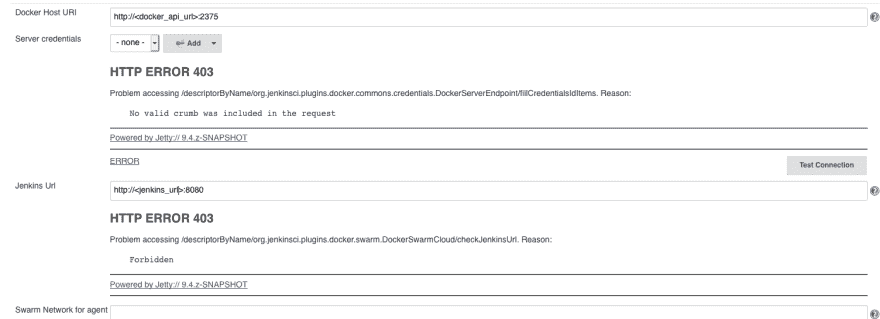 Docker Host URI
http://<docker_api_url>:2375
Server credentials
- none -
Add
HTTP ERROR 403
Problem accessing /descriptorByName/org.jenkinsci.plugins.docker.commons.credentials.DockerServerEndpoint/fillCredentialsIdItems. Reason:
No valid crumb was included in the request
Powered by Jetty:// 9.4.z-SNAPSHOT
ERROR
Test Connection
Jenkins Url
http://<jenkins_url>:8080
HTTP ERROR 403
Problem accessing /descriptorByName/org.jenkinsci.plugins.docker.swarm.DockerSwarmCloud/checkJenkinsUrl. Reason:
Forbidden
Powered by Jetty:// 9.4.z-SNAPSHOT
Swarm Network for agent